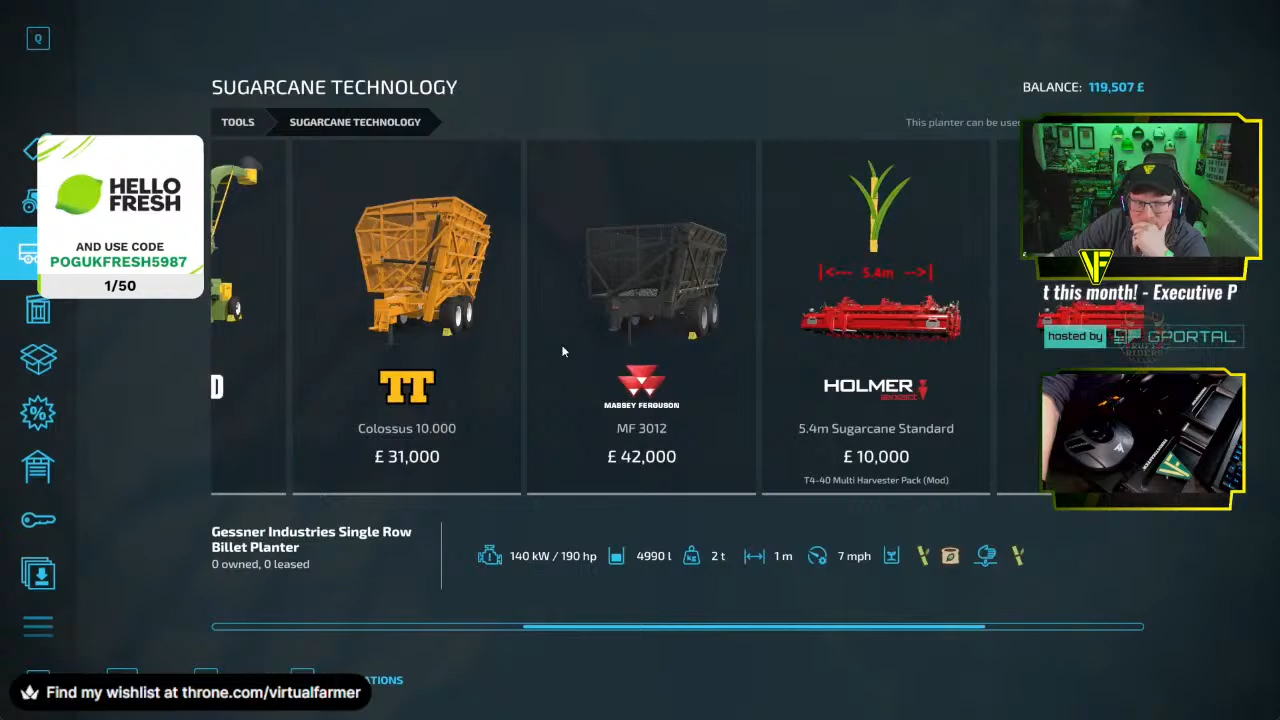 Q
SUGARCANE TECHNOLOGY
BALANCE: 119,507 £
TOOLS
SUGARCANE TECHNOLOGY
This planter can be used
HELLO
FRESH
AND USE CODE
POGUKFRESH5987
1/50
|<--- 5.4m -->|
t this month! - Executive P
hosted by GPORTAL
D
TT
MASSEY FERGUSON
HOLMER
exxact
Colossus 10.000
MF 3012
5.4m Sugarcane Standard
£ 31,000
£ 42,000
£ 10,000
T4-40 Multi Harvester Pack (Mod)
Gessner Industries Single Row
Billet Planter
0 owned, 0 leased
140 kW / 190 hp
4990 l
kg
2 t
1 m
7 mph
VF
ATIONS
Find my wishlist at throne.com/virtualfarmer